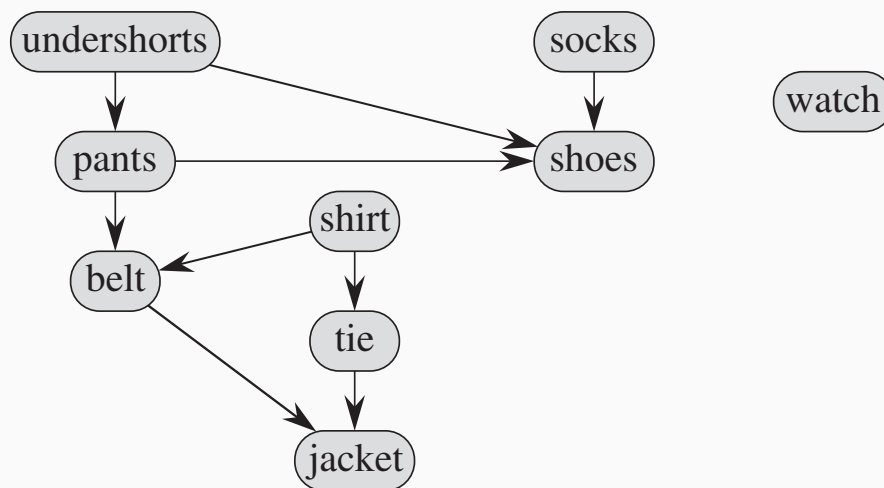 undershorts
socks
watch
pants
shoes
shirt
belt
tie
jacket